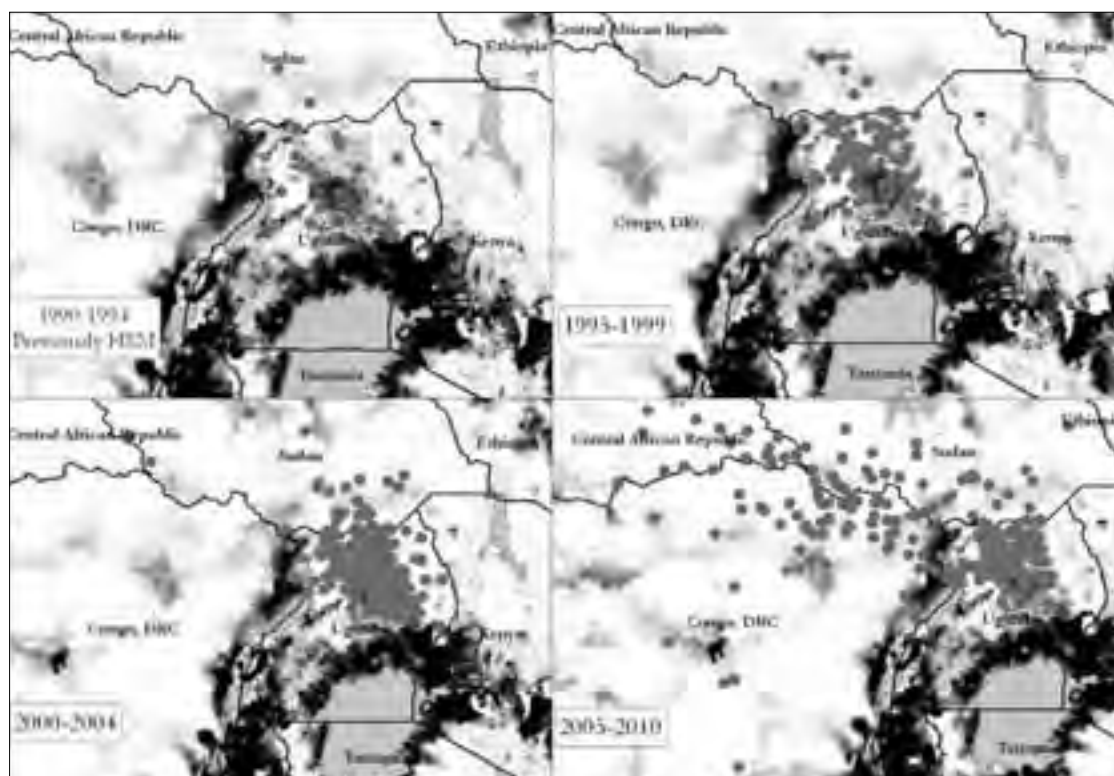 Central African Republic
Sudan
Ethiopia
Congo, DRC
Uganda
Kenya
1990-1994
Tanzania
Central African Republic
Sudan
Ethiopia
Congo, DRC
Uganda
Kenya
1995-1999
Tanzania
Central African Republic
Sudan
Ethiopia
Congo, DRC
Uganda
Kenya
2000-2004
Tanzania
Central African Republic
Sudan
Ethiopia
Congo, DRC
Uganda
2005-2010
Tanzania